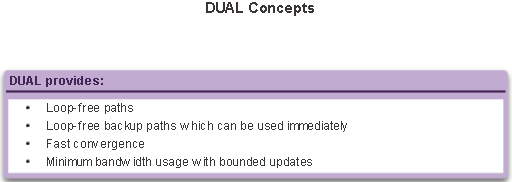 DUAL Concepts
DUAL provides:
▪ Loop-free paths
▪ Loop-free backup paths which can be used immediately
▪ Fast convergence
▪ Minimum bandwidth usage with bounded updates